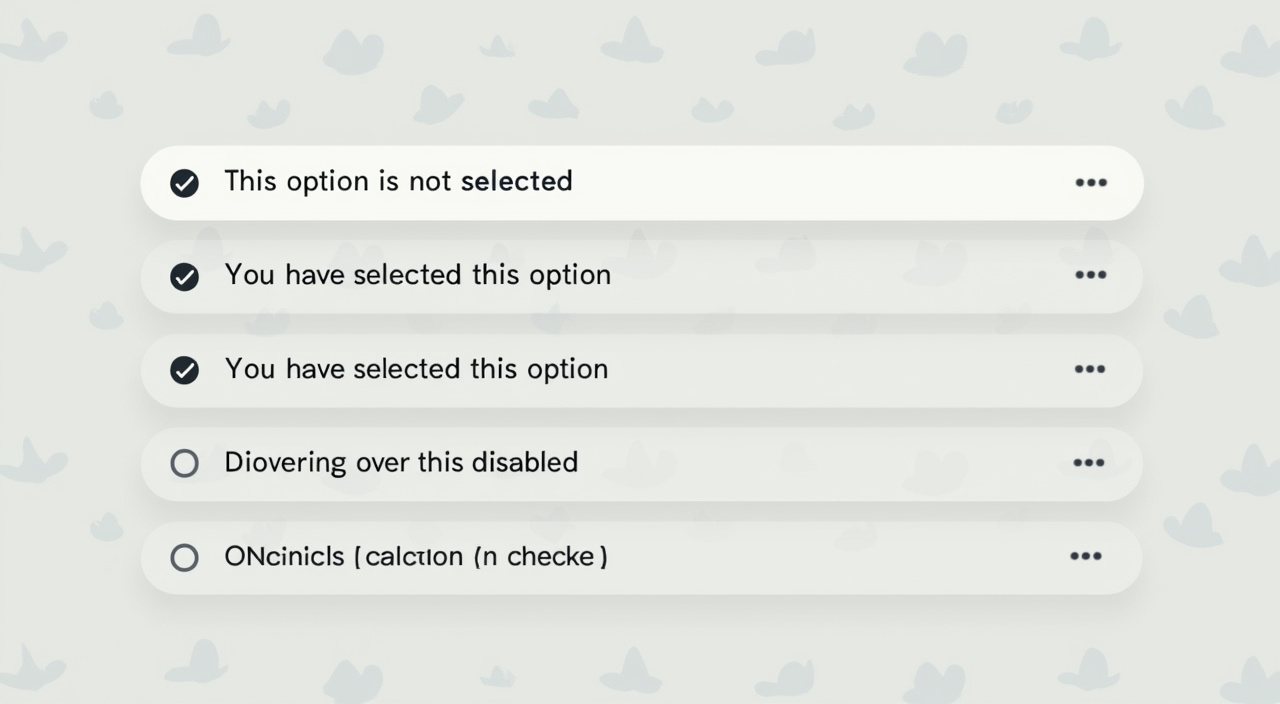 This option is not selected
You have selected this option
You have selected this option
Diovering over this disabled
ONcinicls (calcτıon (n checke)